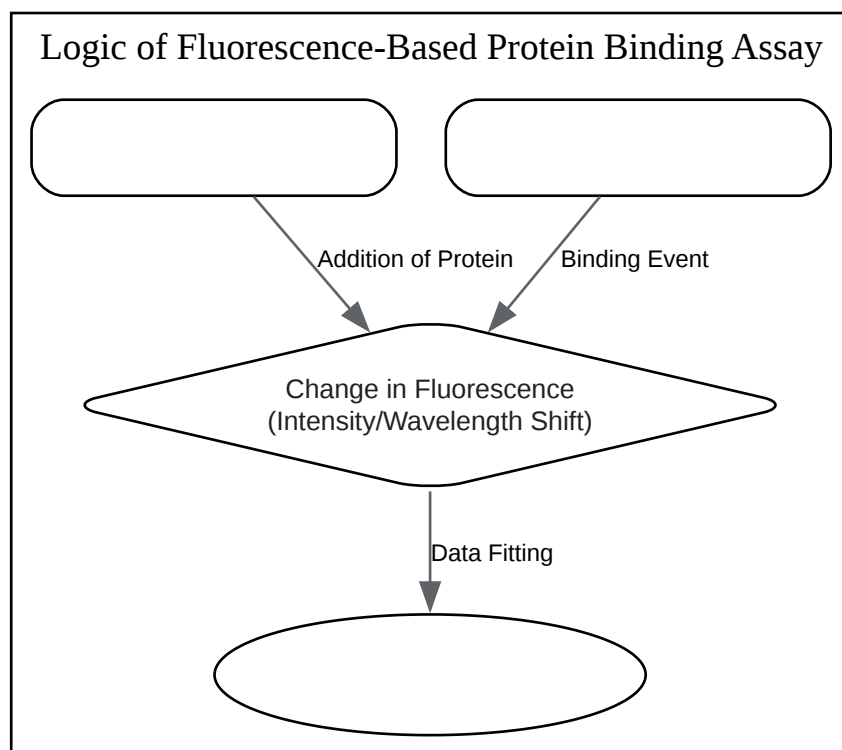 Logic of Fluorescence-Based Protein Binding Assay
Addition of Protein
Binding Event
Change in Fluorescence
(Intensity/Wavelength Shift)
Data Fitting